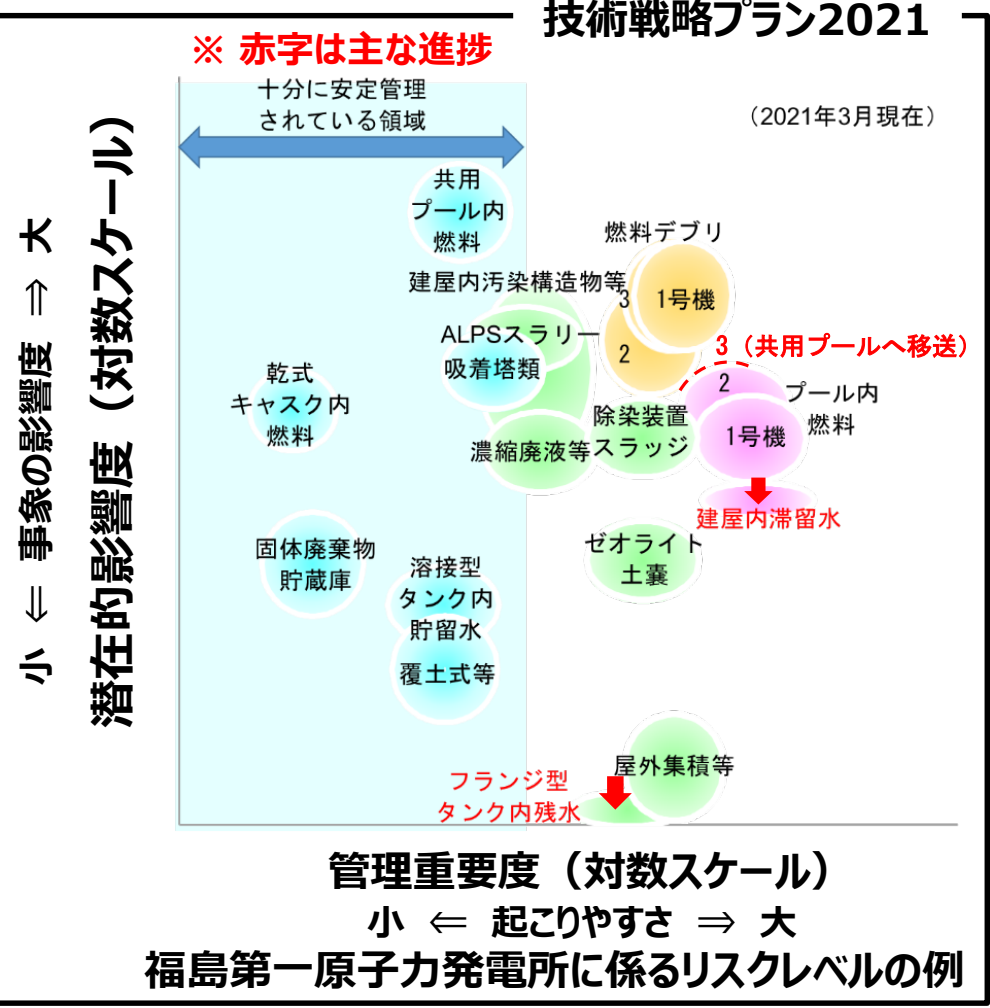 技術戦略プラン2021
※ 赤字は主な進捗
十分に安定管理
されている領域
（2021年3月現在）
共用
プール内
燃料
燃料デブリ
建屋内汚染構造物等
3
1号機
2
ALPSスラリー
吸着塔類
3（共用プールへ移送）
2
プール内
燃料
1号機
乾式
キャスク内
燃料
除染装置
スラッジ
濃縮廃液等
建屋内滞留水
固体廃棄物
貯蔵庫
ゼオライト
土嚢
溶接型
タンク内
貯留水
覆土式等
屋外集積等
フランジ型
タンク内残水
小 ⇐ 事象の影響度 ⇒ 大
潜在的影響度（対数スケール）
管理重要度（対数スケール）
小 ⇐ 起こりやすさ ⇒ 大
福島第一原子力発電所に係るリスクレベルの例